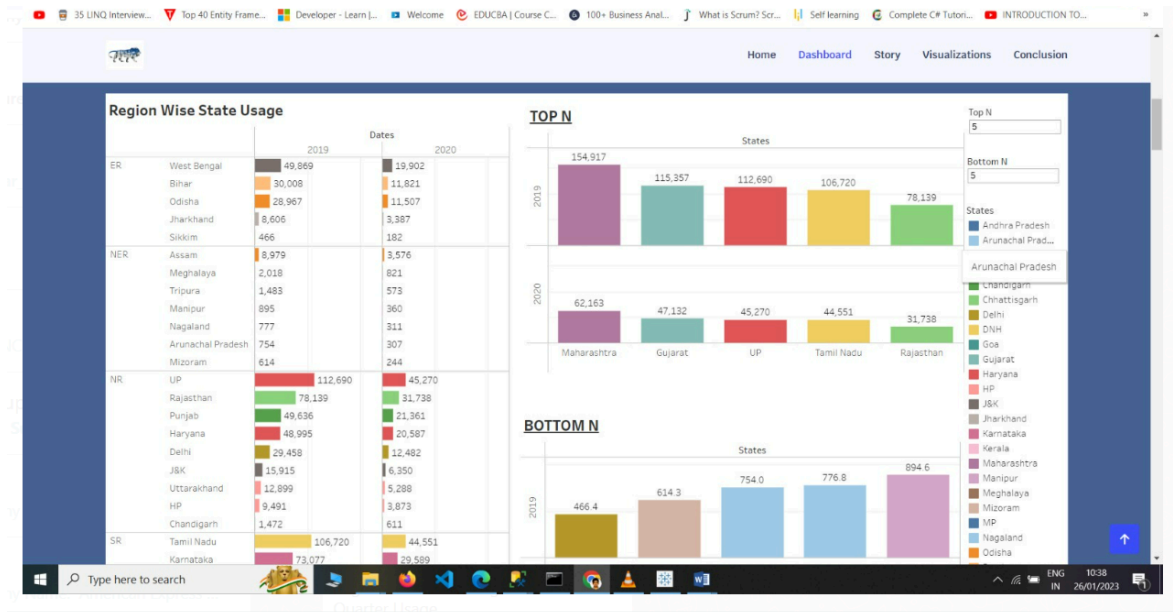 35 LINQ Interview...
Top 40 Entity Frame...
Developer - Learn |...
Welcome
EDUCBA | Course C...
100+ Business Anal...
What is Scrum? Scr...
Self learning
Complete C# Tutori...
INTRODUCTION TO...
»
Home Dashboard Story Visualizations Conclusion
Region Wise State Usage
Dates
2019 2020
ER West Bengal 49,869 19,902
Bihar 30,008 11,821
Odisha 28,967 11,507
Jharkhand 8,606 3,387
Sikkim 466 182
NER Assam 8,979 3,576
Meghalaya 2,018 821
Tripura 1,483 573
Manipur 895 360
Nagaland 777 311
Arunachal Pradesh 754 307
Mizoram 614 244
NR UP 112,690 45,270
Rajasthan 78,139 31,738
Punjab 49,636 21,361
Haryana 48,995 20,587
Delhi 29,458 12,482
J&K 15,915 6,350
Uttarakhand 12,899 5,288
HP 9,491 3,873
Chandigarh 1,472 611
SR Tamil Nadu 106,720 44,551
Karnataka 73,077 29,589
TOP N
States
2019
154,917 115,357 112,690 106,720 78,139
2020
62,163 47,132 45,270 44,551 31,738
Maharashtra Gujarat UP Tamil Nadu Rajasthan
BOTTOM N
States
2019
466.4 614.3 754.0 776.8 894.6
Top N
5
Bottom N
5
States
Andhra Pradesh
Arunachal Prad...
Arunachal Pradesh
Chandigarh
Chhattisgarh
Delhi
DNH
Goa
Gujarat
Haryana
HP
J&K
Jharkhand
Karnataka
Kerala
Maharashtra
Manipur
Meghalaya
Mizoram
MP
Nagaland
Odisha
Type here to search
ENG
IN
10:38
26/01/2023
Quarter Usage